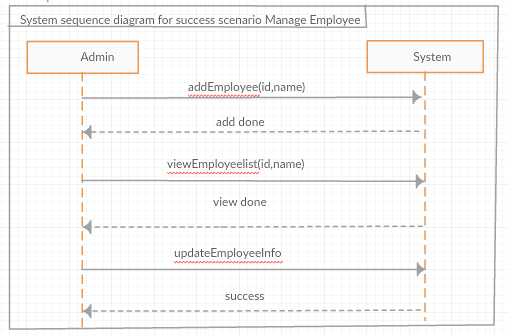 System sequence diagram for success scenario Manage Employee
Admin
System
addEmployee(id,name)
add done
viewEmployeelist(id,name)
view done
updateEmployeeInfo
success